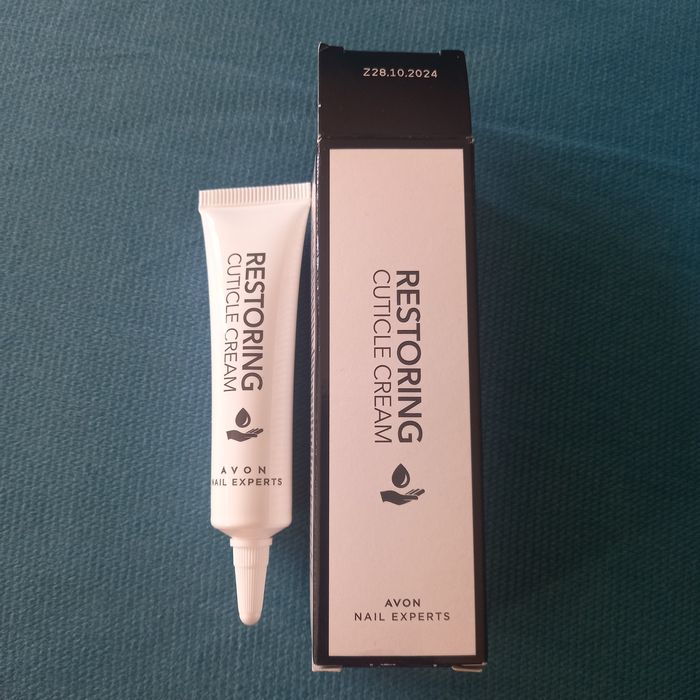 Z28.10.2024
RESTORING
CUTICLE CREAM
AVON
NAIL EXPERTS
RESTORING
CUTICLE CREAM
AVON
NAIL EXPERTS